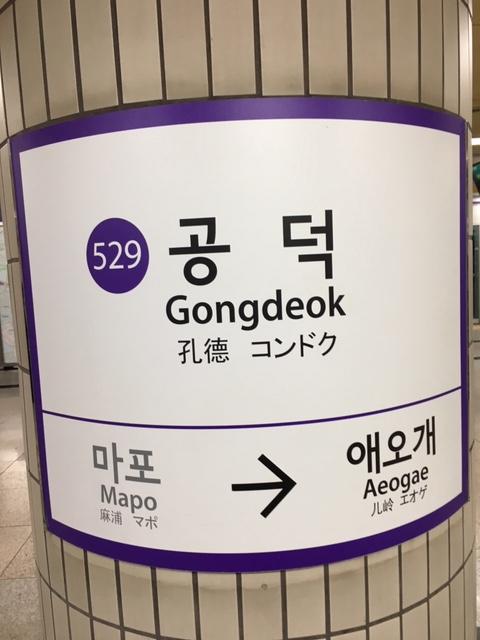 529 공덕
Gongdeok
孔德 コンドク
마포
Mapo
麻浦 マポ
→
애오개
Aeogae
儿岭 エオゲ